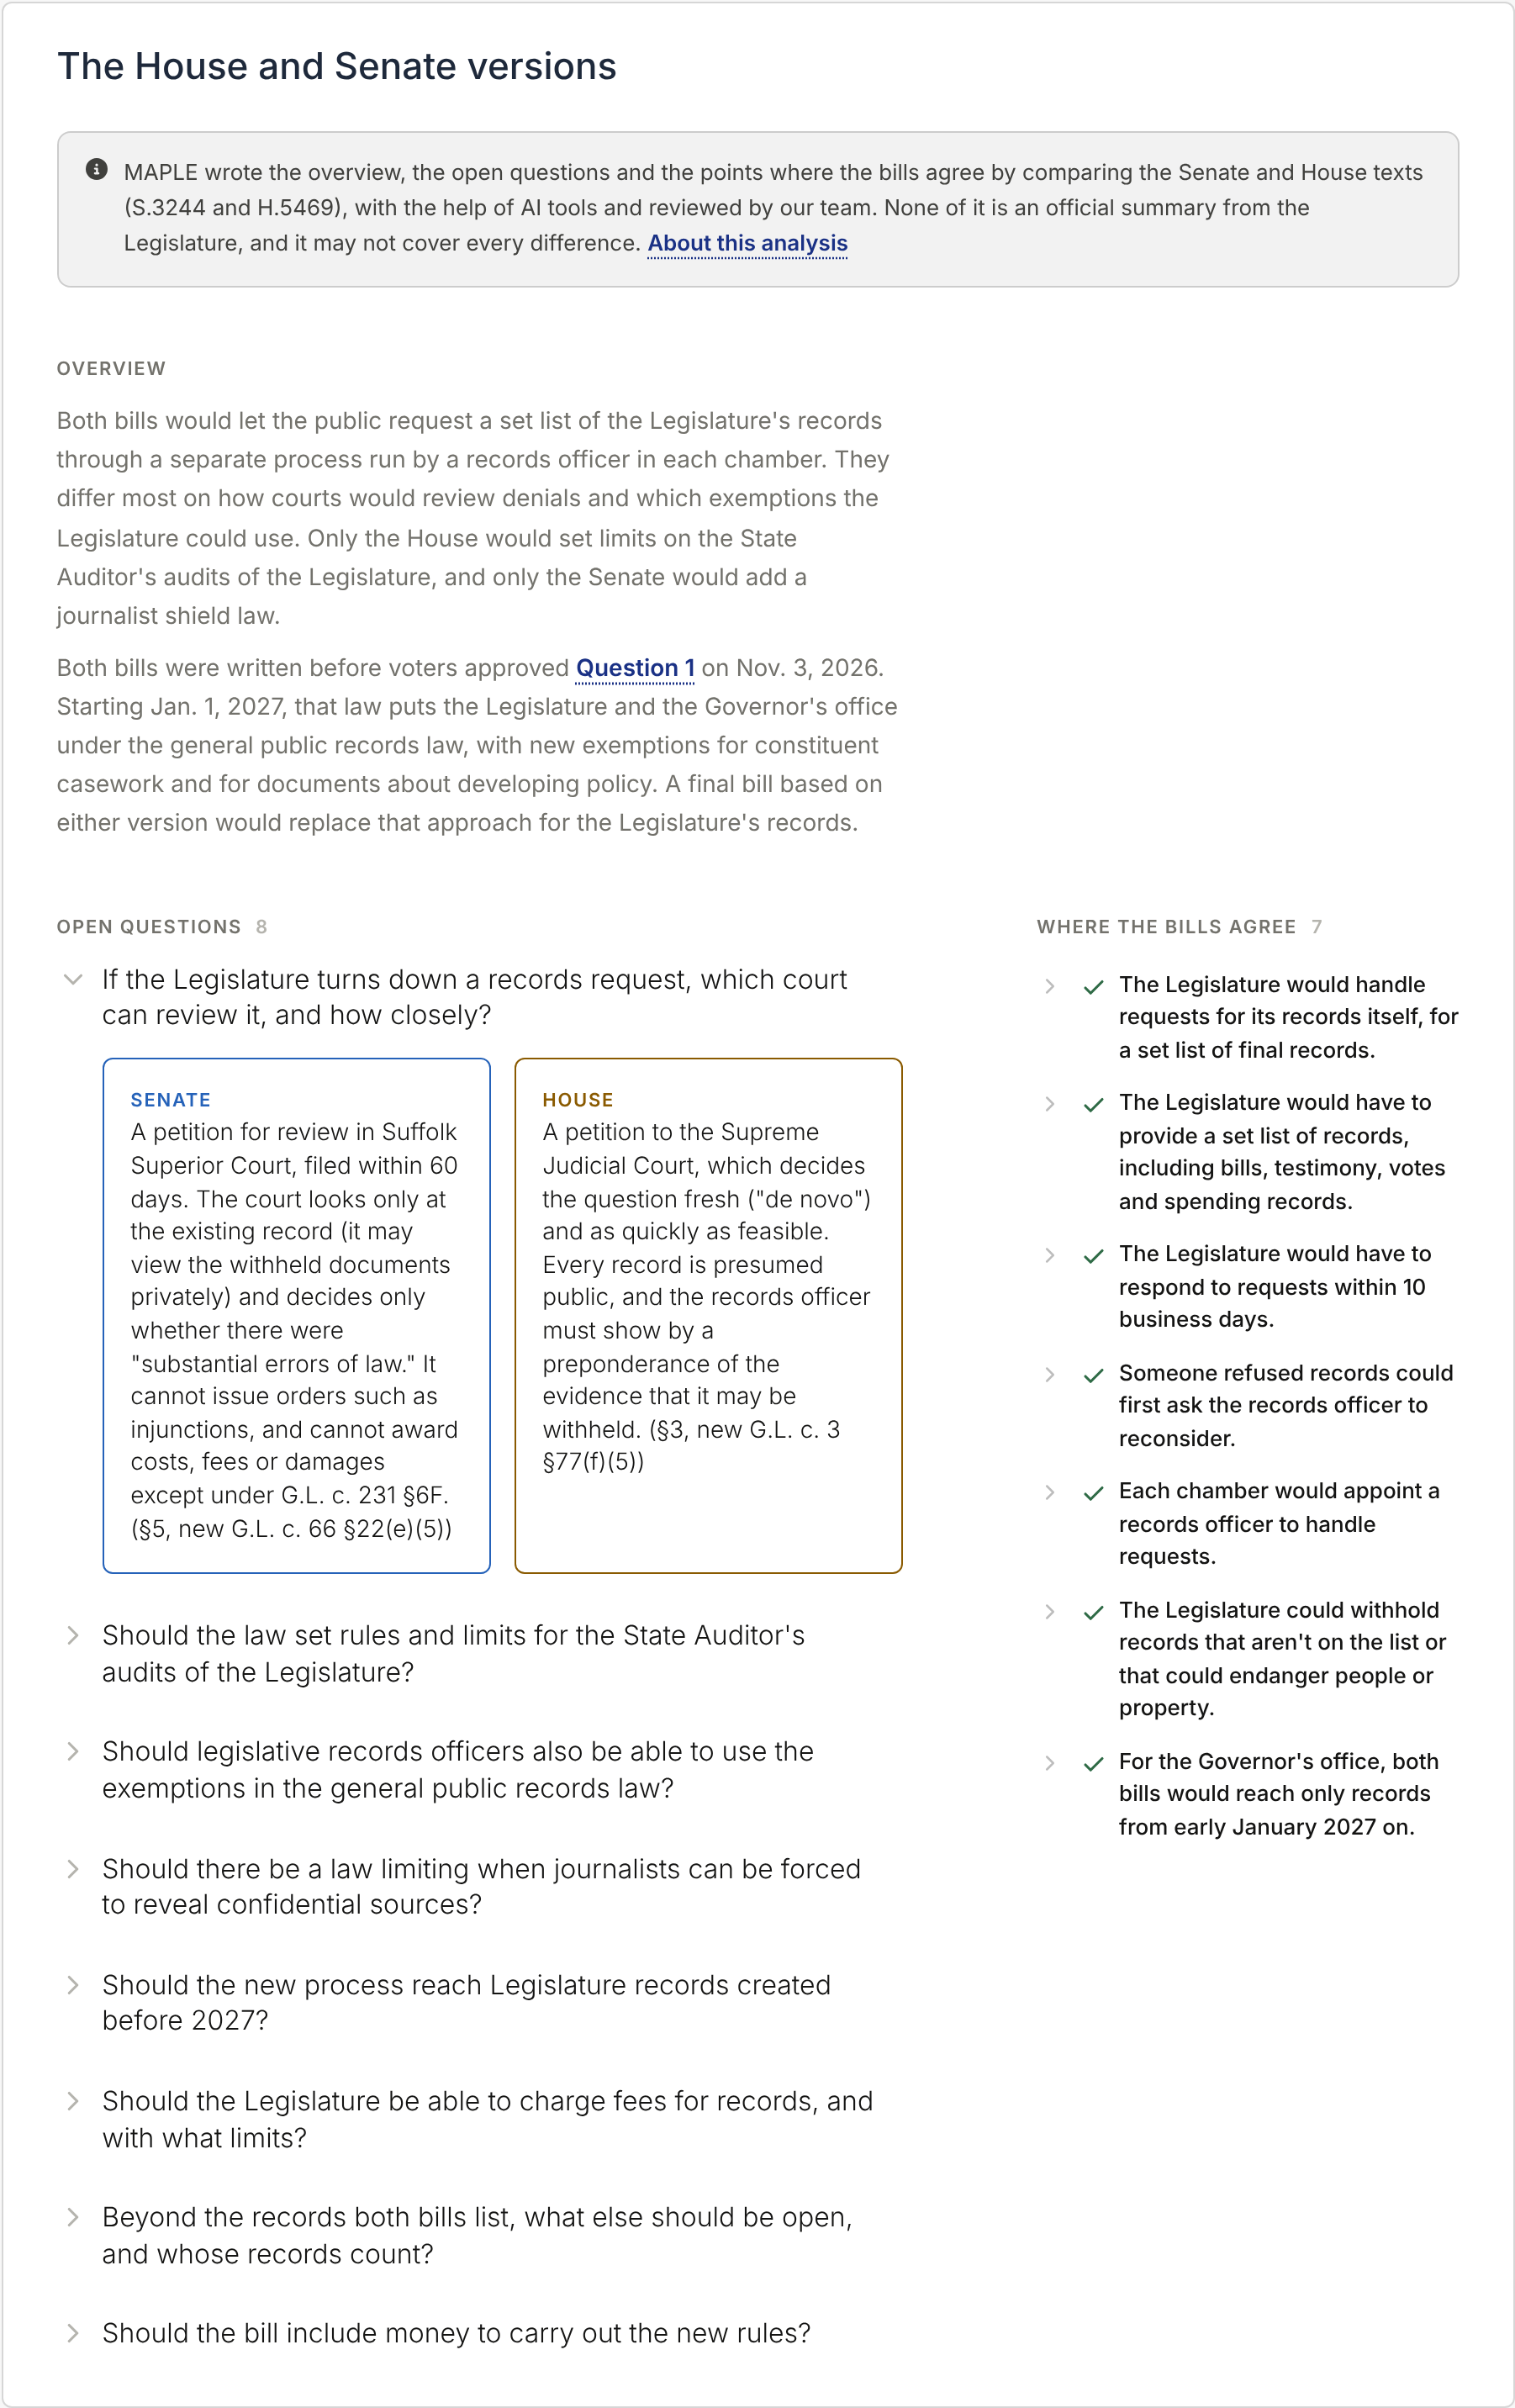 The House and Senate versions
MAPLE wrote the overview, the open questions and the points where the bills agree by comparing the Senate and House texts
(S.3244 and H.5469), with the help of AI tools and reviewed by our team. None of it is an official summary from the
Legislature, and it may not cover every difference. About this analysis
OVERVIEW
Both bills would let the public request a set list of the Legislature's records
through a separate process run by a records officer in each chamber. They
differ most on how courts would review denials and which exemptions the
Legislature could use. Only the House would set limits on the State
Auditor's audits of the Legislature, and only the Senate would add a
journalist shield law.
Both bills were written before voters approved Question 1 on Nov. 3, 2026.
Starting Jan. 1, 2027, that law puts the Legislature and the Governor's office
under the general public records law, with new exemptions for constituent
casework and for documents about developing policy. A final bill based on
either version would replace that approach for the Legislature's records.
OPEN QUESTIONS 8
If the Legislature turns down a records request, which court
can review it, and how closely?
SENATE
A petition for review in Suffolk
Superior Court, filed within 60
days. The court looks only at
the existing record (it may
view the withheld documents
privately) and decides only
whether there were
"substantial errors of law." It
cannot issue orders such as
injunctions, and cannot award
costs, fees or damages
except under G.L. c. 231 §6F.
(§5, new G.L. c. 66 §22(e)(5))
HOUSE
A petition to the Supreme
Judicial Court, which decides
the question fresh ("de novo")
and as quickly as feasible.
Every record is presumed
public, and the records officer
must show by a
preponderance of the
evidence that it may be
withheld. (§3, new G.L. c. 3
§77(f)(5))
Should the law set rules and limits for the State Auditor's
audits of the Legislature?
Should legislative records officers also be able to use the
exemptions in the general public records law?
Should there be a law limiting when journalists can be forced
to reveal confidential sources?
Should the new process reach Legislature records created
before 2027?
Should the Legislature be able to charge fees for records, and
with what limits?
Beyond the records both bills list, what else should be open,
and whose records count?
Should the bill include money to carry out the new rules?
WHERE THE BILLS AGREE 7
The Legislature would handle
requests for its records itself, for
a set list of final records.
The Legislature would have to
provide a set list of records,
including bills, testimony, votes
and spending records.
The Legislature would have to
respond to requests within 10
business days.
Someone refused records could
first ask the records officer to
reconsider.
Each chamber would appoint a
records officer to handle
requests.
The Legislature could withhold
records that aren't on the list or
that could endanger people or
property.
For the Governor's office, both
bills would reach only records
from early January 2027 on.